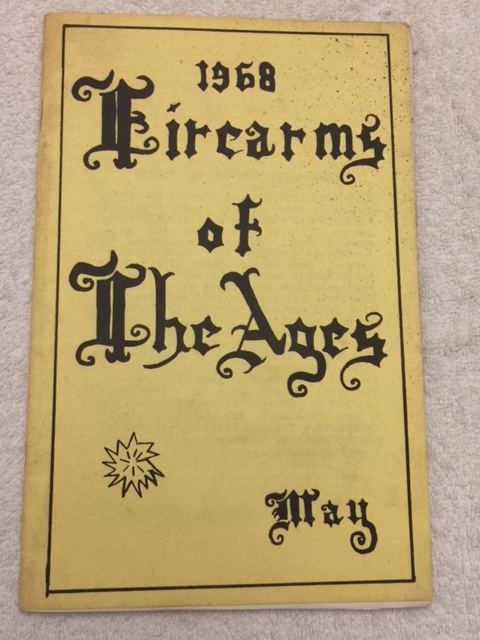 1968
Firearms
of
The Ages
May